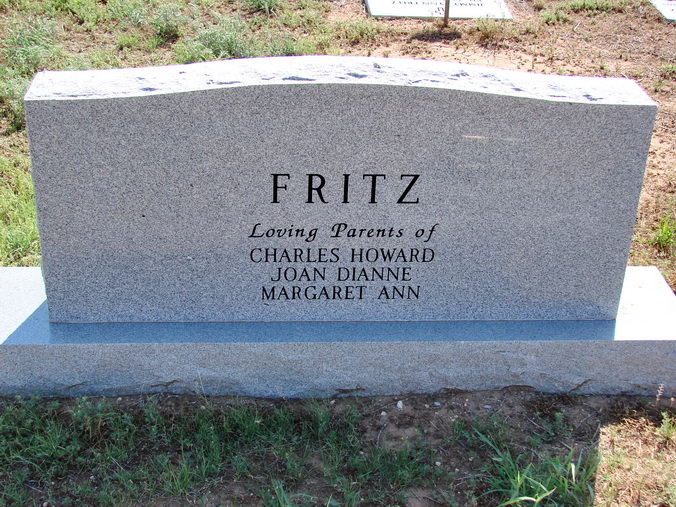 FRITZ
Loving Parents of
CHARLES HOWARD
JOAN DIANNE
MARGARET ANN